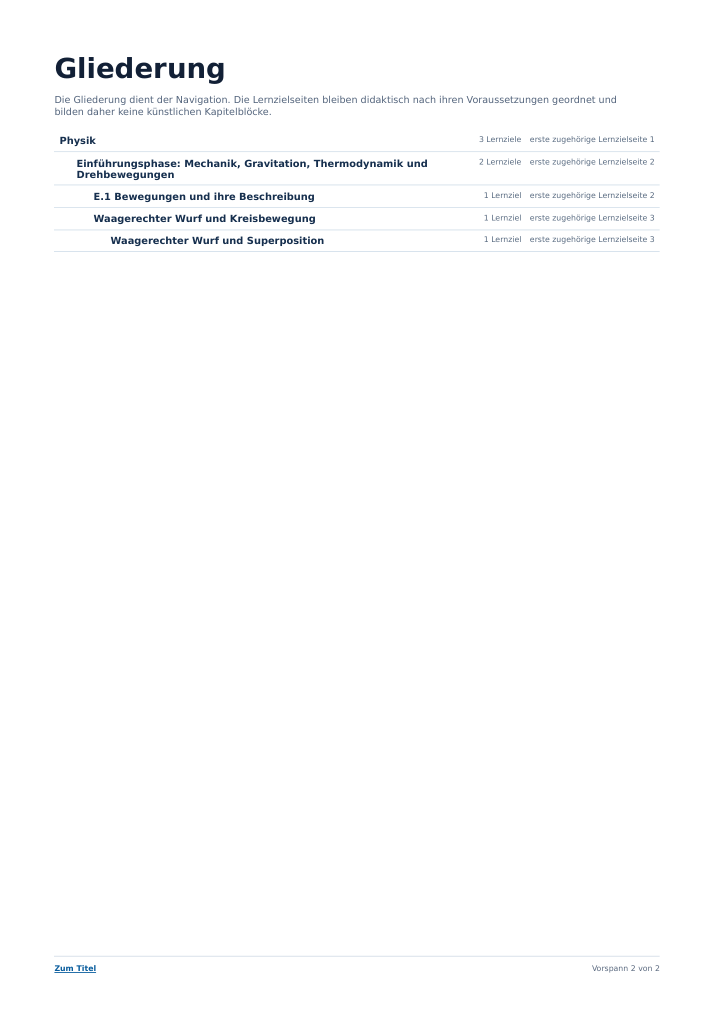 Gliederung
Die Gliederung dient der Navigation. Die Lernzielseiten bleiben didaktisch nach ihren Voraussetzungen geordnet und
bilden daher keine künstlichen Kapitelblöcke.
Physik 3 Lernziele erste zugehörige Lernzielseite 1
Einführungsphase: Mechanik, Gravitation, Thermodynamik und 2 Lernziele erste zugehörige Lernzielseite 2
Drehbewegungen
E.1 Bewegungen und ihre Beschreibung 1 Lernziel erste zugehörige Lernzielseite 2
Waagerechter Wurf und Kreisbewegung 1 Lernziel erste zugehörige Lernzielseite 3
Waagerechter Wurf und Superposition 1 Lernziel erste zugehörige Lernzielseite 3
Zum Titel Vorspann 2 von 2